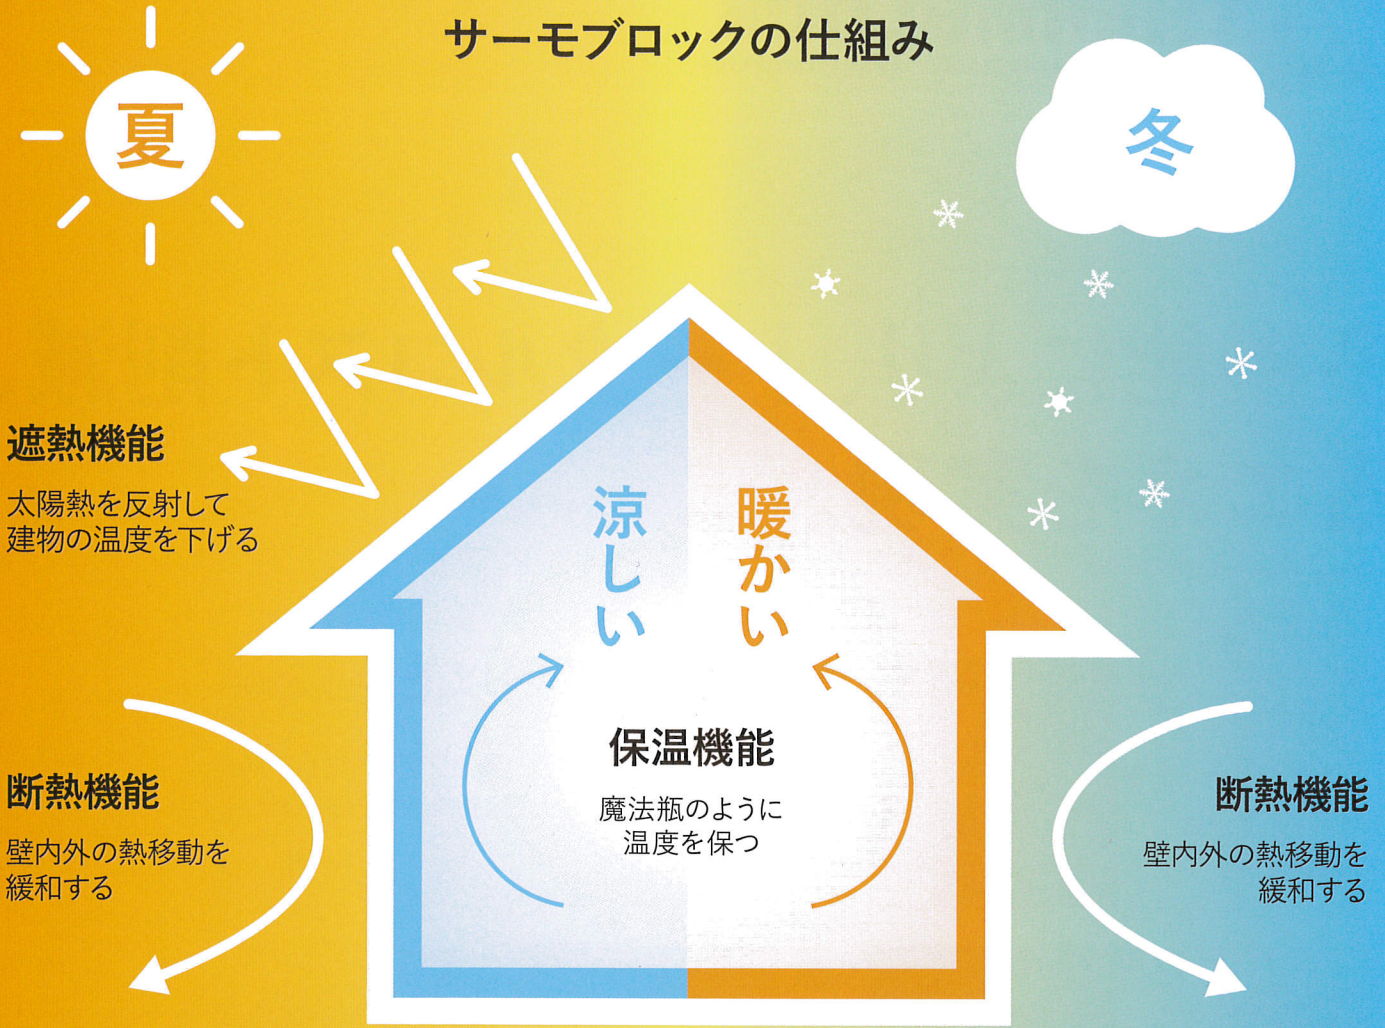 サーモブロックの仕組み
夏
冬
遮熱機能
太陽熱を反射して
建物の温度を下げる
涼しい
暖かい
保温機能
魔法瓶のように
温度を保つ
断熱機能
壁内外の熱移動を
緩和する
断熱機能
壁内外の熱移動を
緩和する